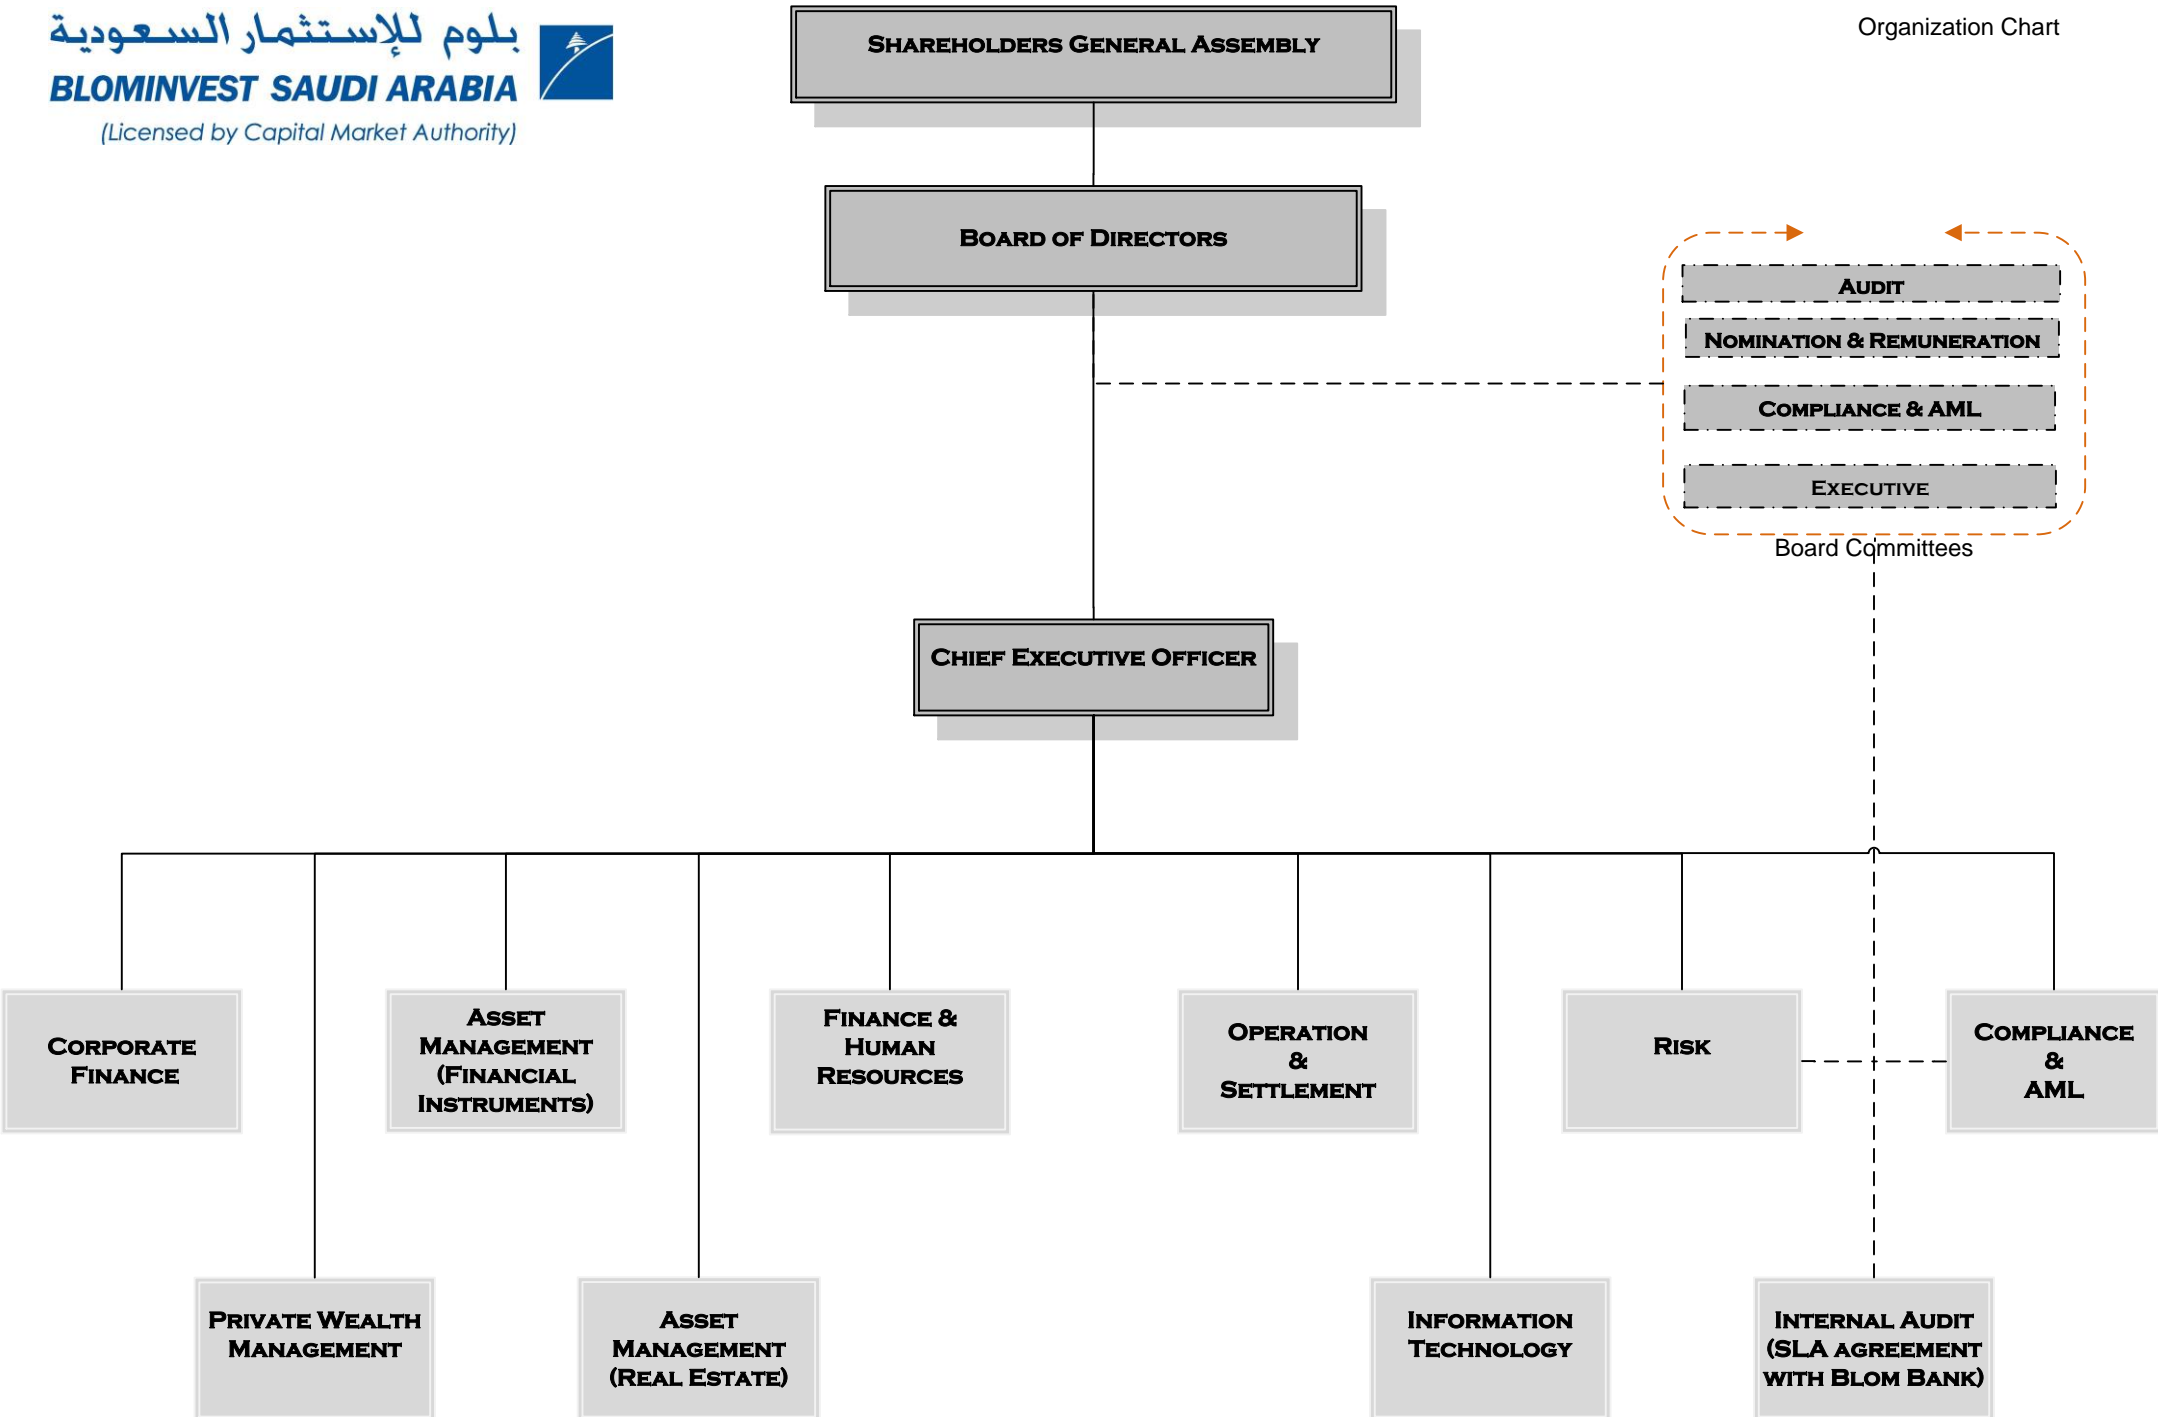 بلوم للإستثمار السعودية
BLOMINVEST SAUDI ARABIA
(Licensed by Capital Market Authority)
Organization Chart
SHAREHOLDERS GENERAL ASSEMBLY
BOARD OF DIRECTORS
AUDIT
NOMINATION & REMUNERATION
COMPLIANCE & AML
EXECUTIVE
Board Committees
CHIEF EXECUTIVE OFFICER
CORPORATE
FINANCE
ASSET
MANAGEMENT
(FINANCIAL
INSTRUMENTS)
FINANCE &
HUMAN
RESOURCES
OPERATION
&
SETTLEMENT
RISK
COMPLIANCE
&
AML
PRIVATE WEALTH
MANAGEMENT
ASSET
MANAGEMENT
(REAL ESTATE)
INFORMATION
TECHNOLOGY
INTERNAL AUDIT
(SLA AGREEMENT
WITH BLOM BANK)